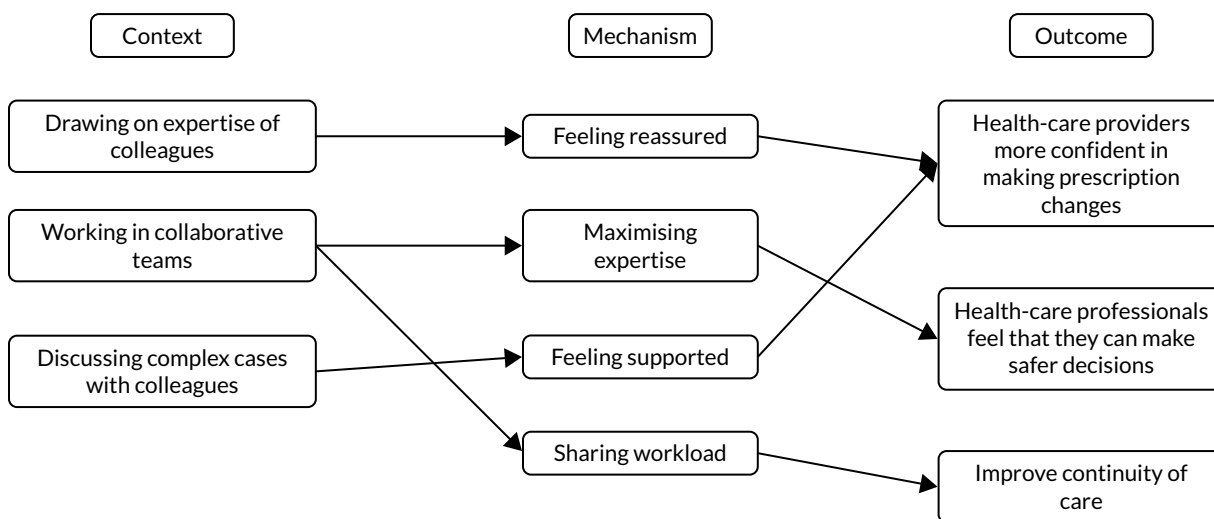 Context
Mechanism
Outcome
Drawing on expertise of
colleagues
Feeling reassured
Health-care providers
more confident in
making prescription
changes
Working in collaborative
teams
Maximising
expertise
Health-care professionals
feel that they can make
safer decisions
Discussing complex cases
with colleagues
Feeling supported
Sharing workload
Improve continuity of
care